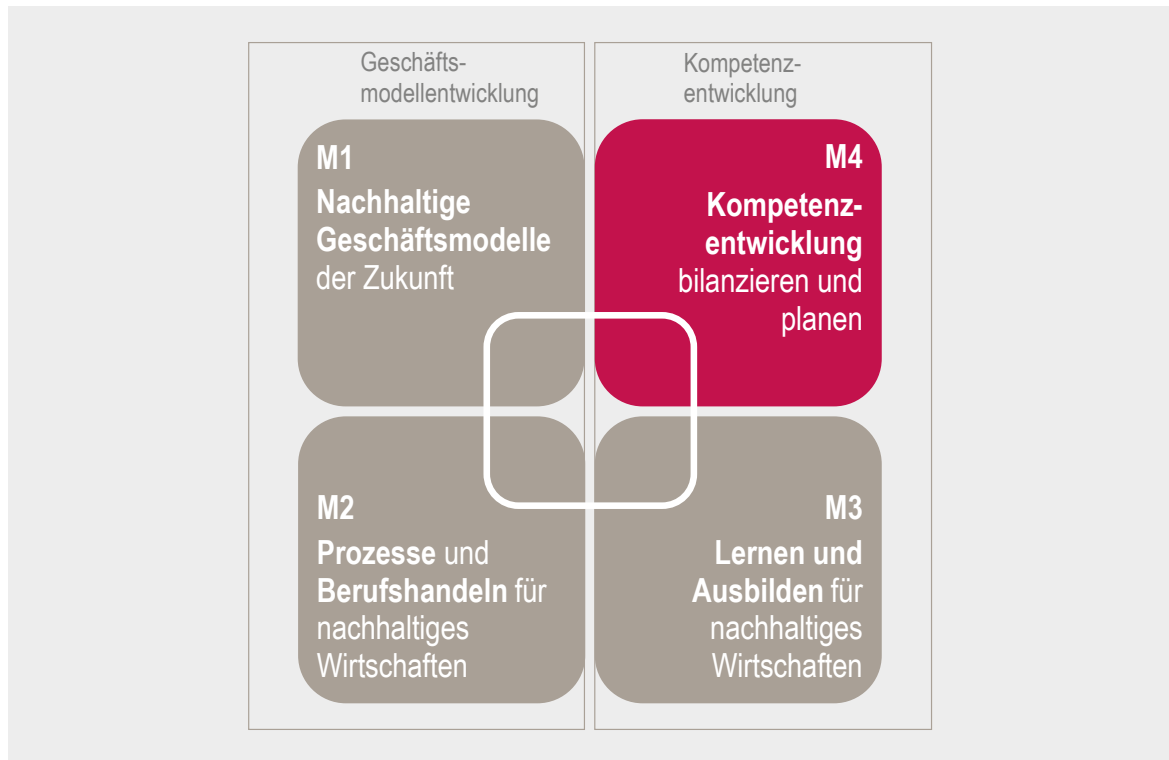 Geschäfts-
modellentwicklung
Kompetenz-
entwicklung
M1
Nachhaltige
Geschäftsmodelle
der Zukunft
M4
Kompetenz-
entwicklung
bilanzieren und
planen
M2
Prozesse und
Berufshandeln für
nachhaltiges
Wirtschaften
M3
Lernen und
Ausbilden für
nachhaltiges
Wirtschaften